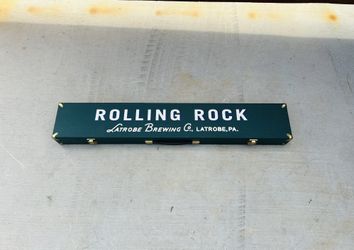 ROLLING ROCK
Latrobe Brewing Co. LATROBE, PA.